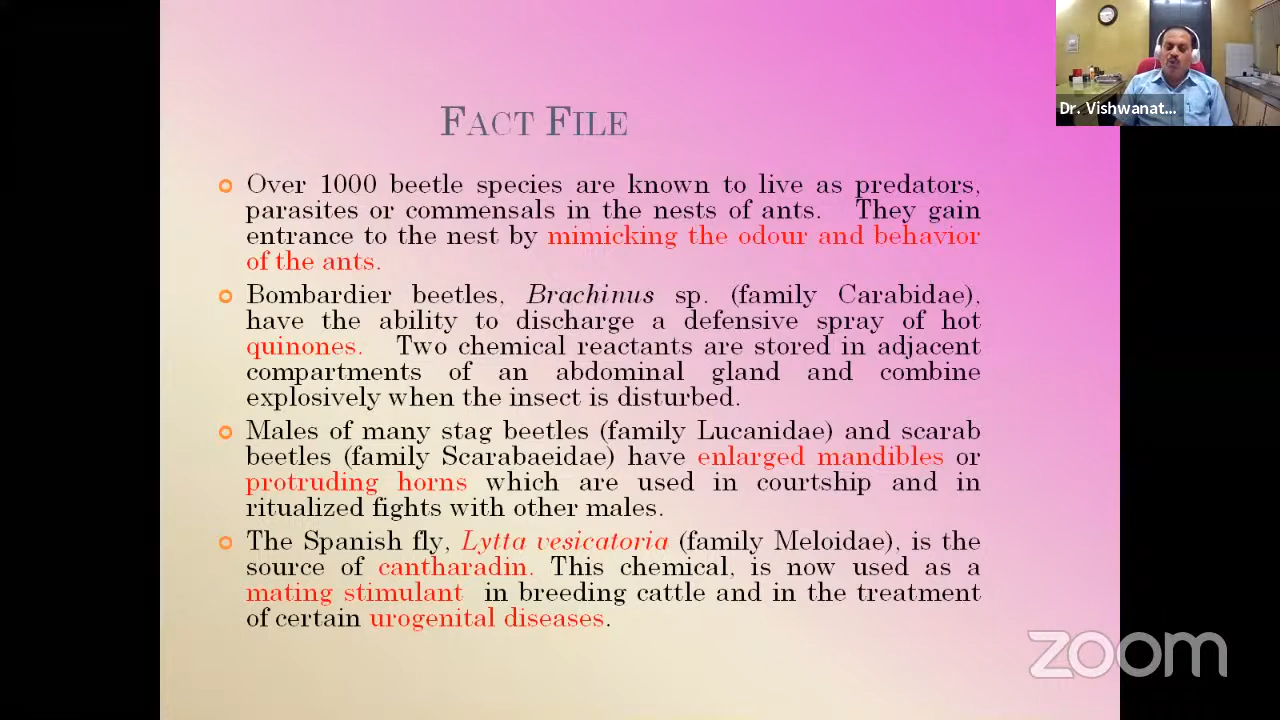 FACT FILE
Over 1000 beetle species are known to live as predators,
parasites or commensals in the nests of ants. They gain
entrance to the nest by mimicking the odour and behavior
of the ants.
Bombardier beetles, Brachinus sp. (family Carabidae),
have the ability to discharge a defensive spray of hot
quinones. Two chemical reactants are stored in adjacent
compartments of an abdominal gland and combine
explosively when the insect is disturbed.
Males of many stag beetles (family Lucanidae) and scarab
beetles (family Scarabaeidae) have enlarged mandibles or
protruding horns which are used in courtship and in
ritualized fights with other males.
The Spanish fly, Lytta vesicatoria (family Meloidae), is the
source of cantharadin. This chemical, is now used as a
mating stimulant in breeding cattle and in the treatment
of certain urogenital diseases.
Dr. Vishwanat...
zoom